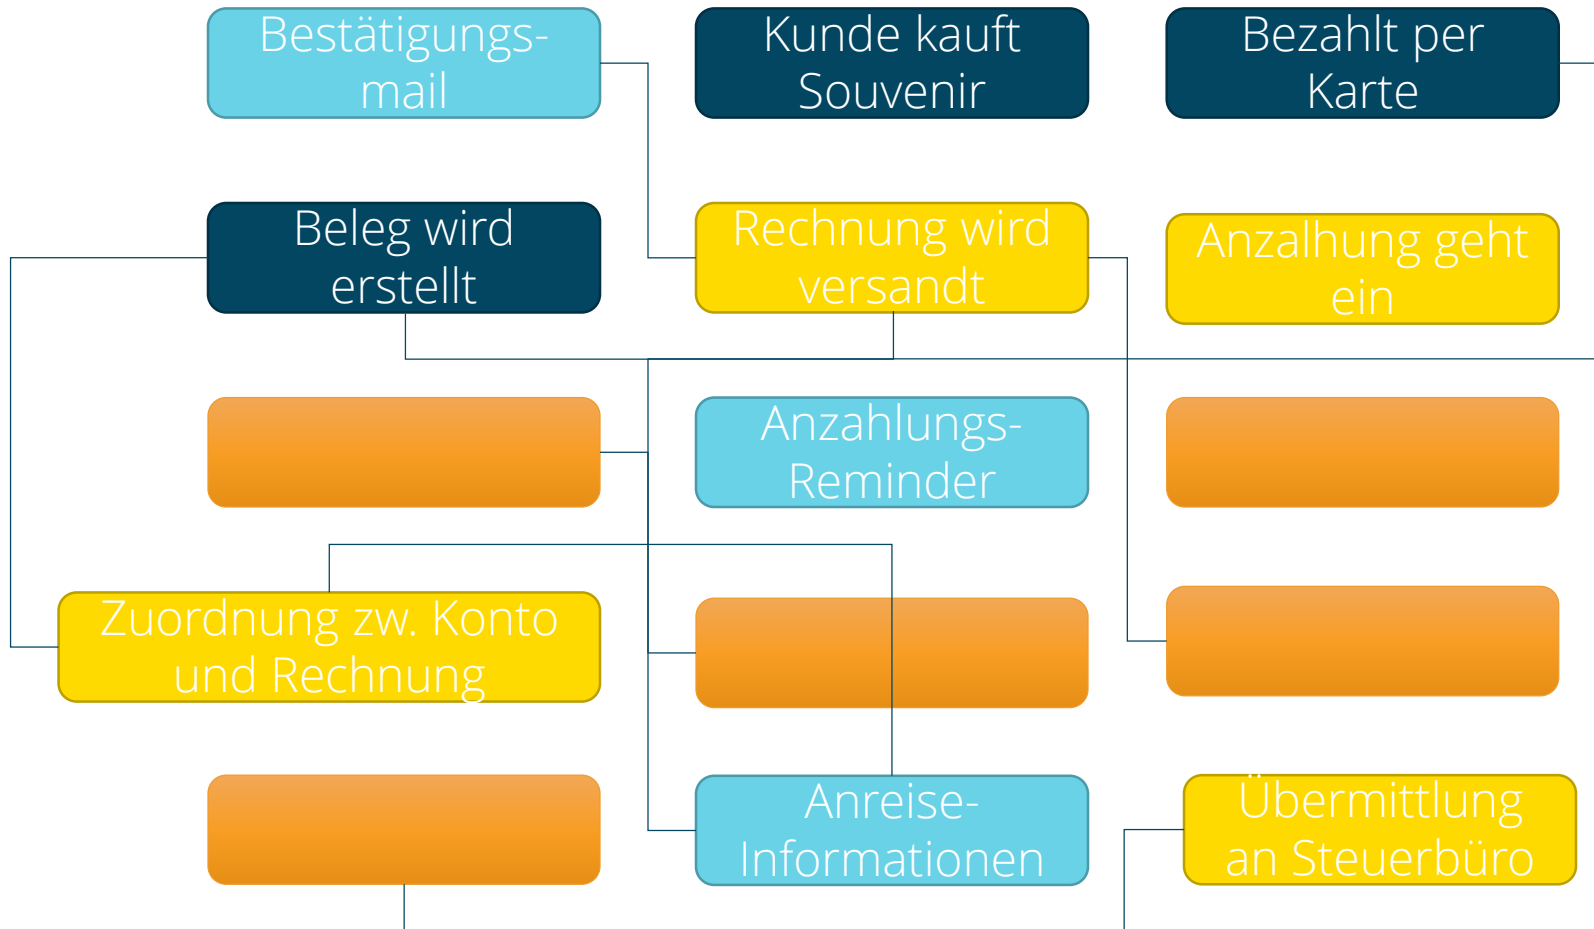 Bestätigungs-
mail
Kunde kauft
Souvenir
Bezahlt per
Karte
Beleg wird
erstellt
Rechnung wird
versandt
Anzalhung geht
ein
Anzahlungs-
Reminder
Zuordnung zw. Konto
und Rechnung
Anreise-
Informationen
Übermittlung
an Steuerbüro